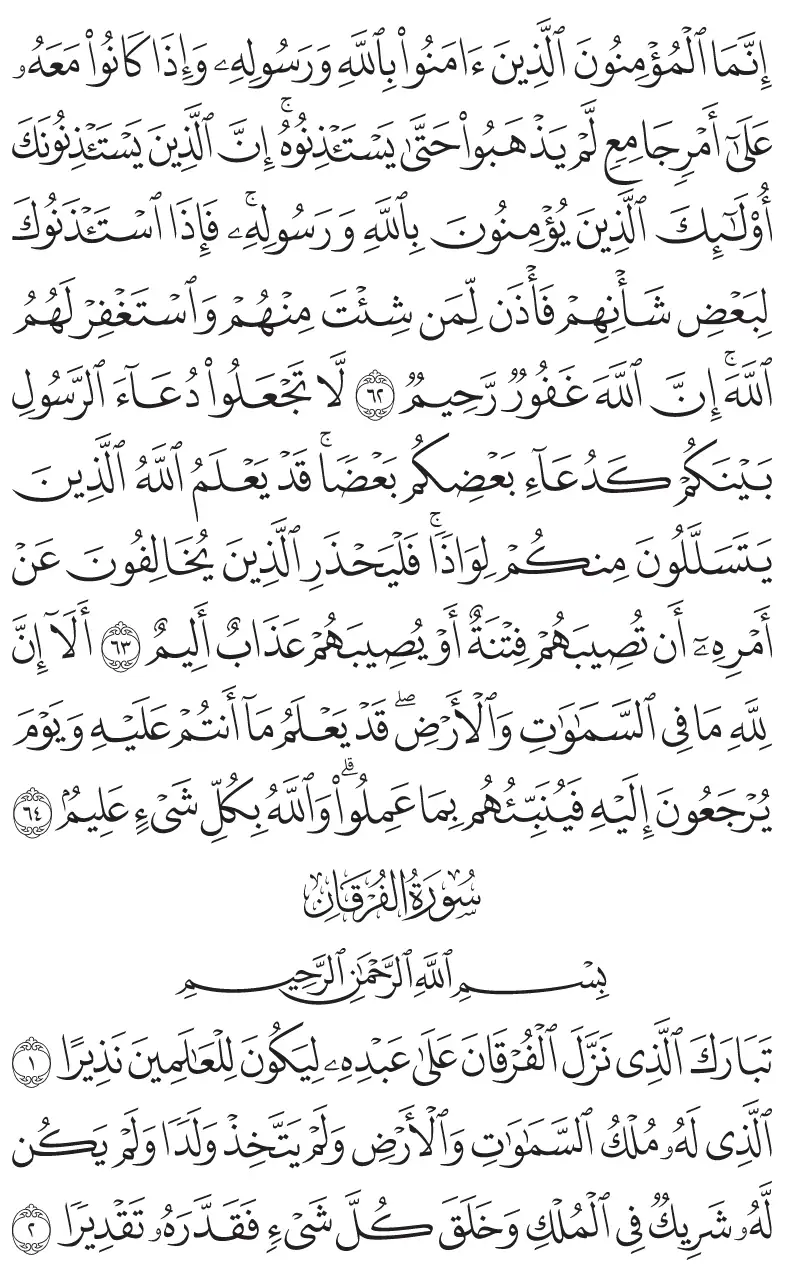 إِنَّمَا ٱلْمُؤْمِنُونَ ٱلَّذِينَ ءَامَنُوا۟ بِٱللَّهِ وَرَسُولِهِۦ وَإِذَا كَانُوا۟ مَعَهُۥ
عَلَىٰٓ أَمْرٍ جَامِعٍ لَّمْ يَذْهَبُوا۟ حَتَّىٰ يَسْتَـْٔذِنُوهُ ۚ إِنَّ ٱلَّذِينَ يَسْتَـْٔذِنُونَكَ
أُو۟لَـٰٓئِكَ ٱلَّذِينَ يُؤْمِنُونَ بِٱللَّهِ وَرَسُولِهِۦ ۚ فَإِذَا ٱسْتَـْٔذَنُوكَ
لِبَعْضِ شَأْنِهِمْ فَأْذَن لِّمَن شِئْتَ مِنْهُمْ وَٱسْتَغْفِرْ لَهُمُ
ٱللَّهَ ۚ إِنَّ ٱللَّهَ غَفُورٌ رَّحِيمٌ ٦٢ لَّا تَجْعَلُوا۟ دُعَآءَ ٱلرَّسُولِ
بَيْنَكُمْ كَدُعَآءِ بَعْضِكُم بَعْضًا ۚ قَدْ يَعْلَمُ ٱللَّهُ ٱلَّذِينَ
يَتَسَلَّلُونَ مِنكُمْ لِوَاذًا ۚ فَلْيَحْذَرِ ٱلَّذِينَ يُخَالِفُونَ عَنْ
أَمْرِهِۦٓ أَن تُصِيبَهُمْ فِتْنَةٌ أَوْ يُصِيبَهُمْ عَذَابٌ أَلِيمٌ ٦٣ أَلَآ إِنَّ
لِلَّهِ مَا فِى ٱلسَّمَـٰوَٰتِ وَٱلْأَرْضِ ۖ قَدْ يَعْلَمُ مَآ أَنتُمْ عَلَيْهِ وَيَوْمَ
يُرْجَعُونَ إِلَيْهِ فَيُنَبِّئُهُم بِمَا عَمِلُوا۟ ۗ وَٱللَّهُ بِكُلِّ شَىْءٍ عَلِيمٌۢ ٦٤
سُورَةُ الفُرْقَانِ
بِسْمِ ٱللَّهِ ٱلرَّحْمَـٰنِ ٱلرَّحِيمِ
تَبَارَكَ ٱلَّذِى نَزَّلَ ٱلْفُرْقَانَ عَلَىٰ عَبْدِهِۦ لِيَكُونَ لِلْعَـٰلَمِينَ نَذِيرًا ١
ٱلَّذِى لَهُۥ مُلْكُ ٱلسَّمَـٰوَٰتِ وَٱلْأَرْضِ وَلَمْ يَتَّخِذْ وَلَدًا وَلَمْ يَكُن
لَّهُۥ شَرِيكٌ فِى ٱلْمُلْكِ وَخَلَقَ كُلَّ شَىْءٍ فَقَدَّرَهُۥ تَقْدِيرًا ٢